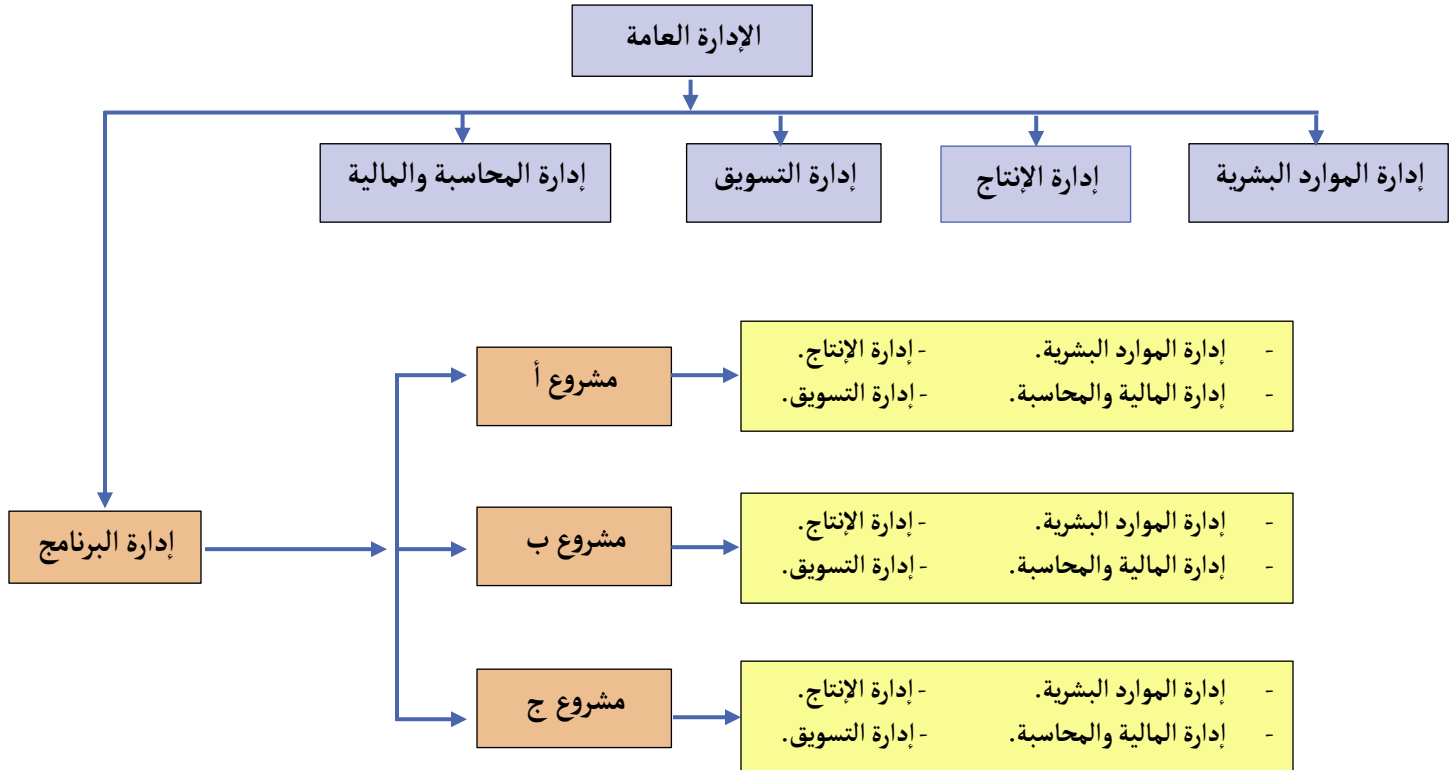 الإدارة العامة
إدارة الموارد البشرية
إدارة الإنتاج
إدارة التسويق
إدارة المحاسبة والمالية
مشروع أ
- إدارة الموارد البشرية. - إدارة الإنتاج.
- إدارة المالية والمحاسبة. - إدارة التسويق.
إدارة البرنامج
مشروع ب
- إدارة الموارد البشرية. - إدارة الإنتاج.
- إدارة المالية والمحاسبة. - إدارة التسويق.
مشروع ج
- إدارة الموارد البشرية. - إدارة الإنتاج.
- إدارة المالية والمحاسبة. - إدارة التسويق.